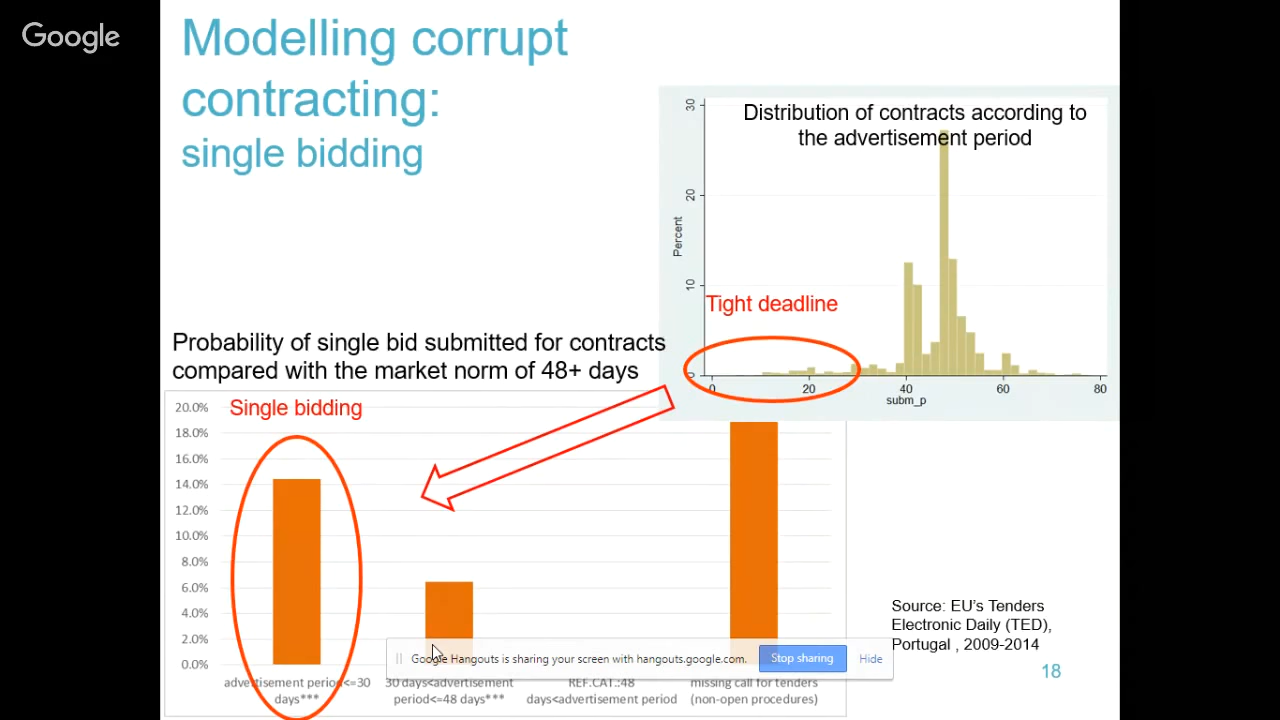 Google
Modelling corrupt
contracting:
single bidding
Distribution of contracts according to
the advertisement period
30
20
10
0
Percent
Tight deadline
0 20 40 60 80
subm_p
Probability of single bid submitted for contracts
compared with the market norm of 48+ days
Single bidding
20.0%
18.0%
16.0%
14.0%
12.0%
10.0%
8.0%
6.0%
4.0%
2.0%
0.0%
advertisement period<=30
days***
30 days<advertisement
period<=48 days***
REF.CAT.:48
days<advertisement period
missing call for tenders
(non-open procedures)
Google Hangouts is sharing your screen with hangouts.google.com.
Stop sharing
Hide
Source: EU's Tenders
Electronic Daily (TED),
Portugal , 2009-2014
18